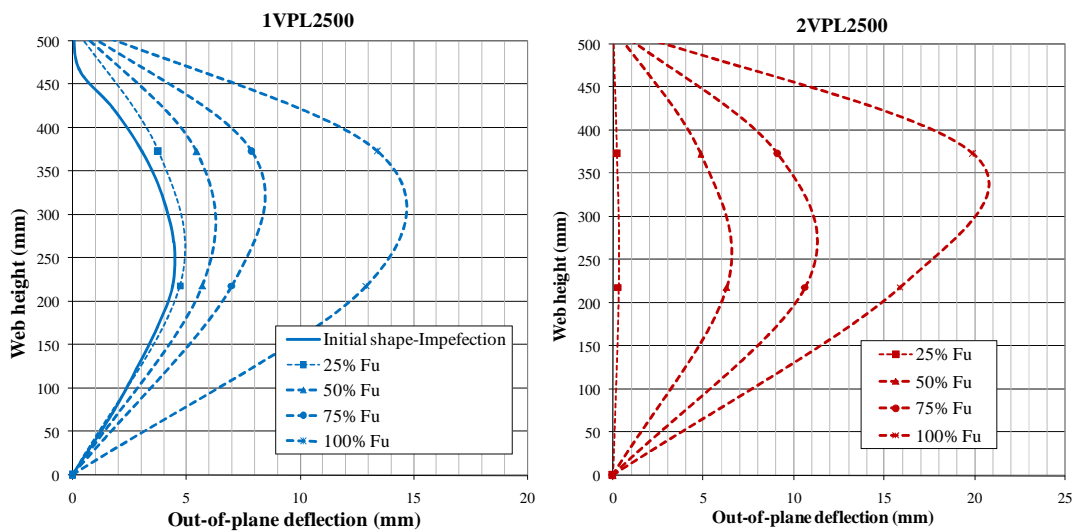 1VPL2500
500
450
400
350
300
250
200
150
100
50
0
Web height (mm)
Initial shape-Impefection
25% Fu
50% Fu
75% Fu
100% Fu
0 5 10 15 20
Out-of-plane deflection (mm)
2VPL2500
500
450
400
350
300
250
200
150
100
50
0
Web height (mm)
25% Fu
50% Fu
75% Fu
100% Fu
0 5 10 15 20 25
Out-of-plane deflection (mm)